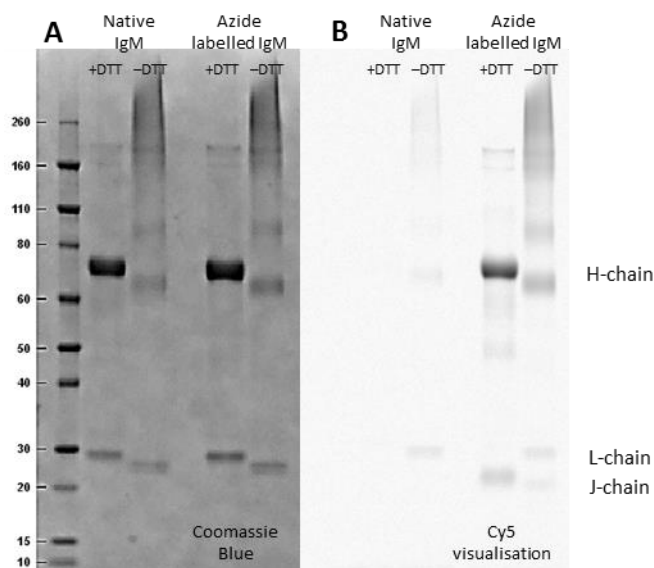 A
Native
IgM
Azide
labelled IgM
+DTT
–DTT
+DTT
–DTT
260
160
110
80
60
50
40
30
20
15
10
Coomassie
Blue
B
Native
IgM
Azide
labelled IgM
+DTT
–DTT
+DTT
–DTT
H-chain
L-chain
J-chain
Cy5
visualisation